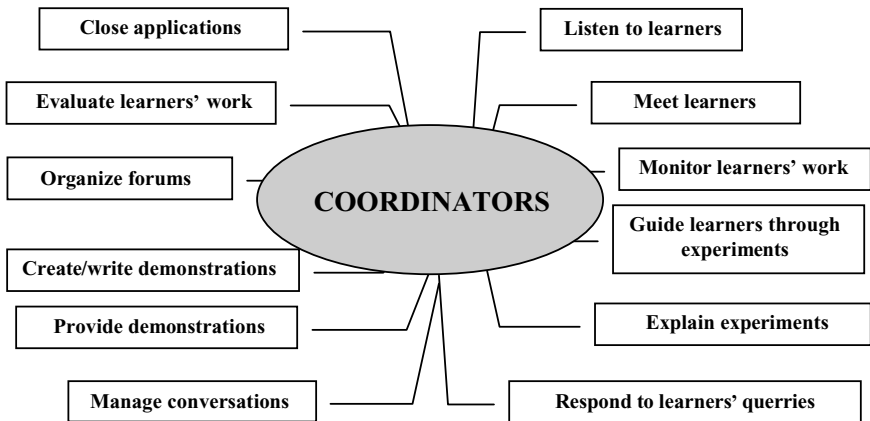 Close applications
Listen to learners
Evaluate learners’ work
Meet learners
Organize forums
Monitor learners’ work
COORDINATORS
Guide learners through
experiments
Create/write demonstrations
Provide demonstrations
Explain experiments
Manage conversations
Respond to learners’ querries